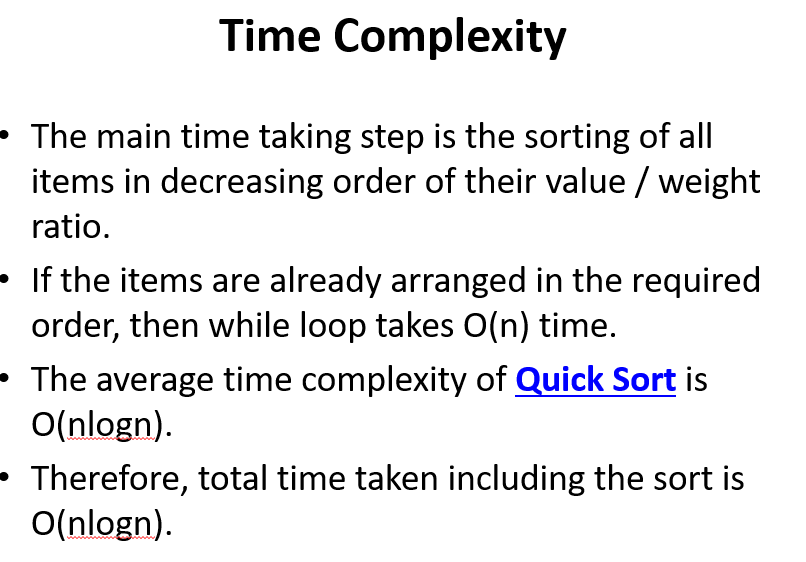 Time Complexity
• The main time taking step is the sorting of all
items in decreasing order of their value / weight
ratio.
• If the items are already arranged in the required
order, then while loop takes O(n) time.
• The average time complexity of Quick Sort is
O(nlogn).
• Therefore, total time taken including the sort is
O(nlogn).